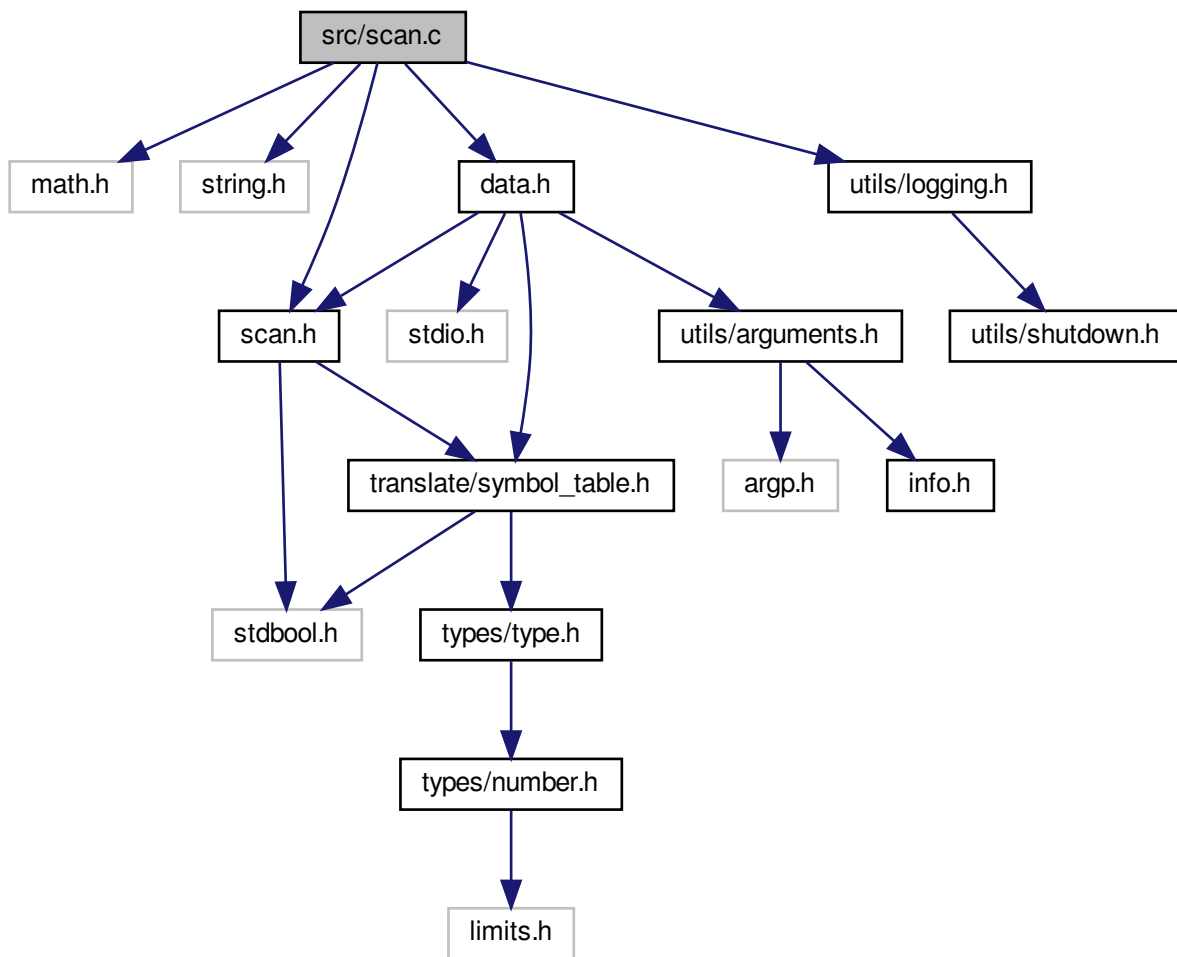 src/scan.c
math.h
string.h
data.h
utils/logging.h
scan.h
stdio.h
utils/arguments.h
utils/shutdown.h
translate/symbol_table.h
argp.h
info.h
stdbool.h
types/type.h
types/number.h
limits.h